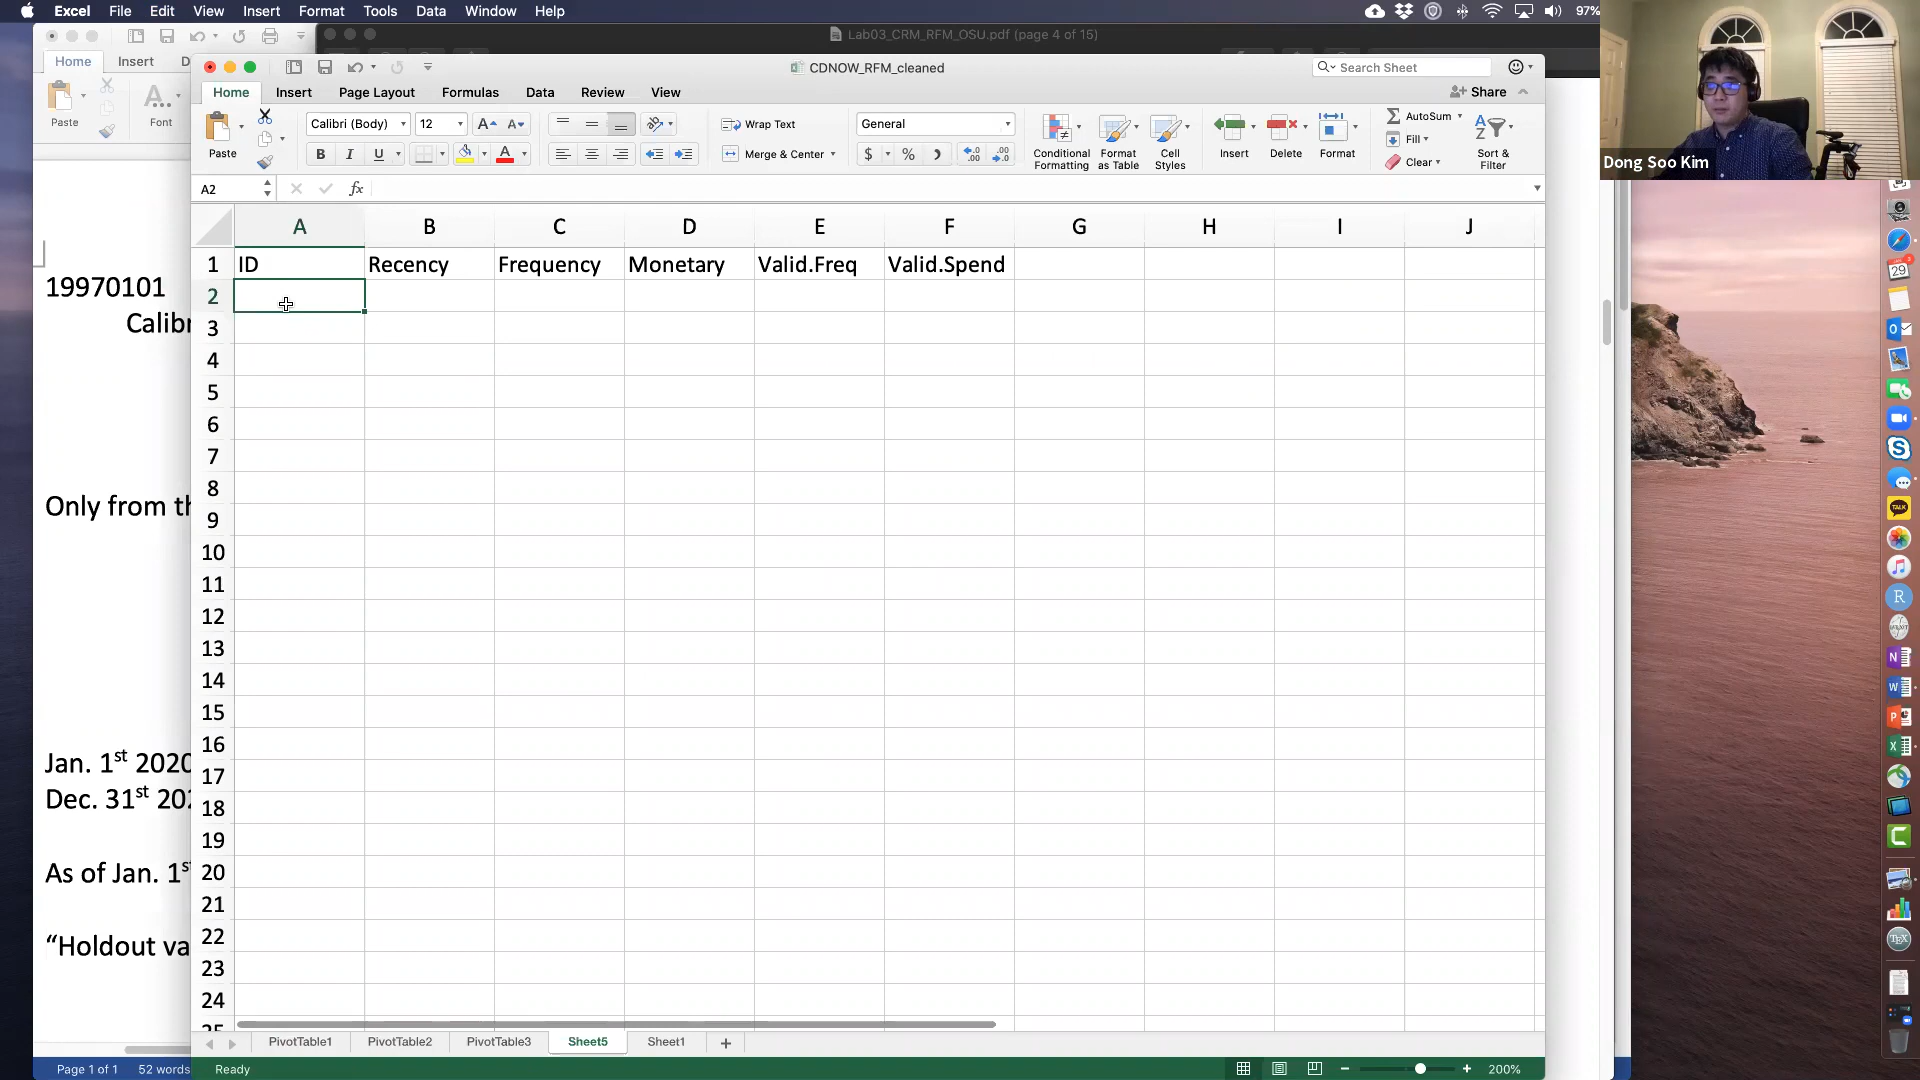 Excel File Edit View Insert Format Tools Data Window Help
97%
Lab03_CRM_RFM_OSU.pdf (page 4 of 15)
Home Insert D
Paste Font
CDNOW_RFM_cleaned
Search Sheet
Home Insert Page Layout Formulas Data Review View
Share
Paste
Calibri (Body) 12
Wrap Text
Merge & Center
General
Conditional Formatting
Format as Table
Cell Styles
Insert Delete Format
AutoSum
Fill
Clear
Sort & Filter
A2 fx
A B C D E F G H I J
1 ID Recency Frequency Monetary Valid.Freq Valid.Spend
2
3
4
5
6
7
8
9
10
11
12
13
14
15
16
17
18
19
20
21
22
23
24
25
19970101
Calibr
Only from th
Jan. 1st 2020
Dec. 31st 202
As of Jan. 1st
“Holdout va
PivotTable1 PivotTable2 PivotTable3 Sheet5 Sheet1
Page 1 of 1 52 words
Ready
200%
Dong Soo Kim
29
TALK